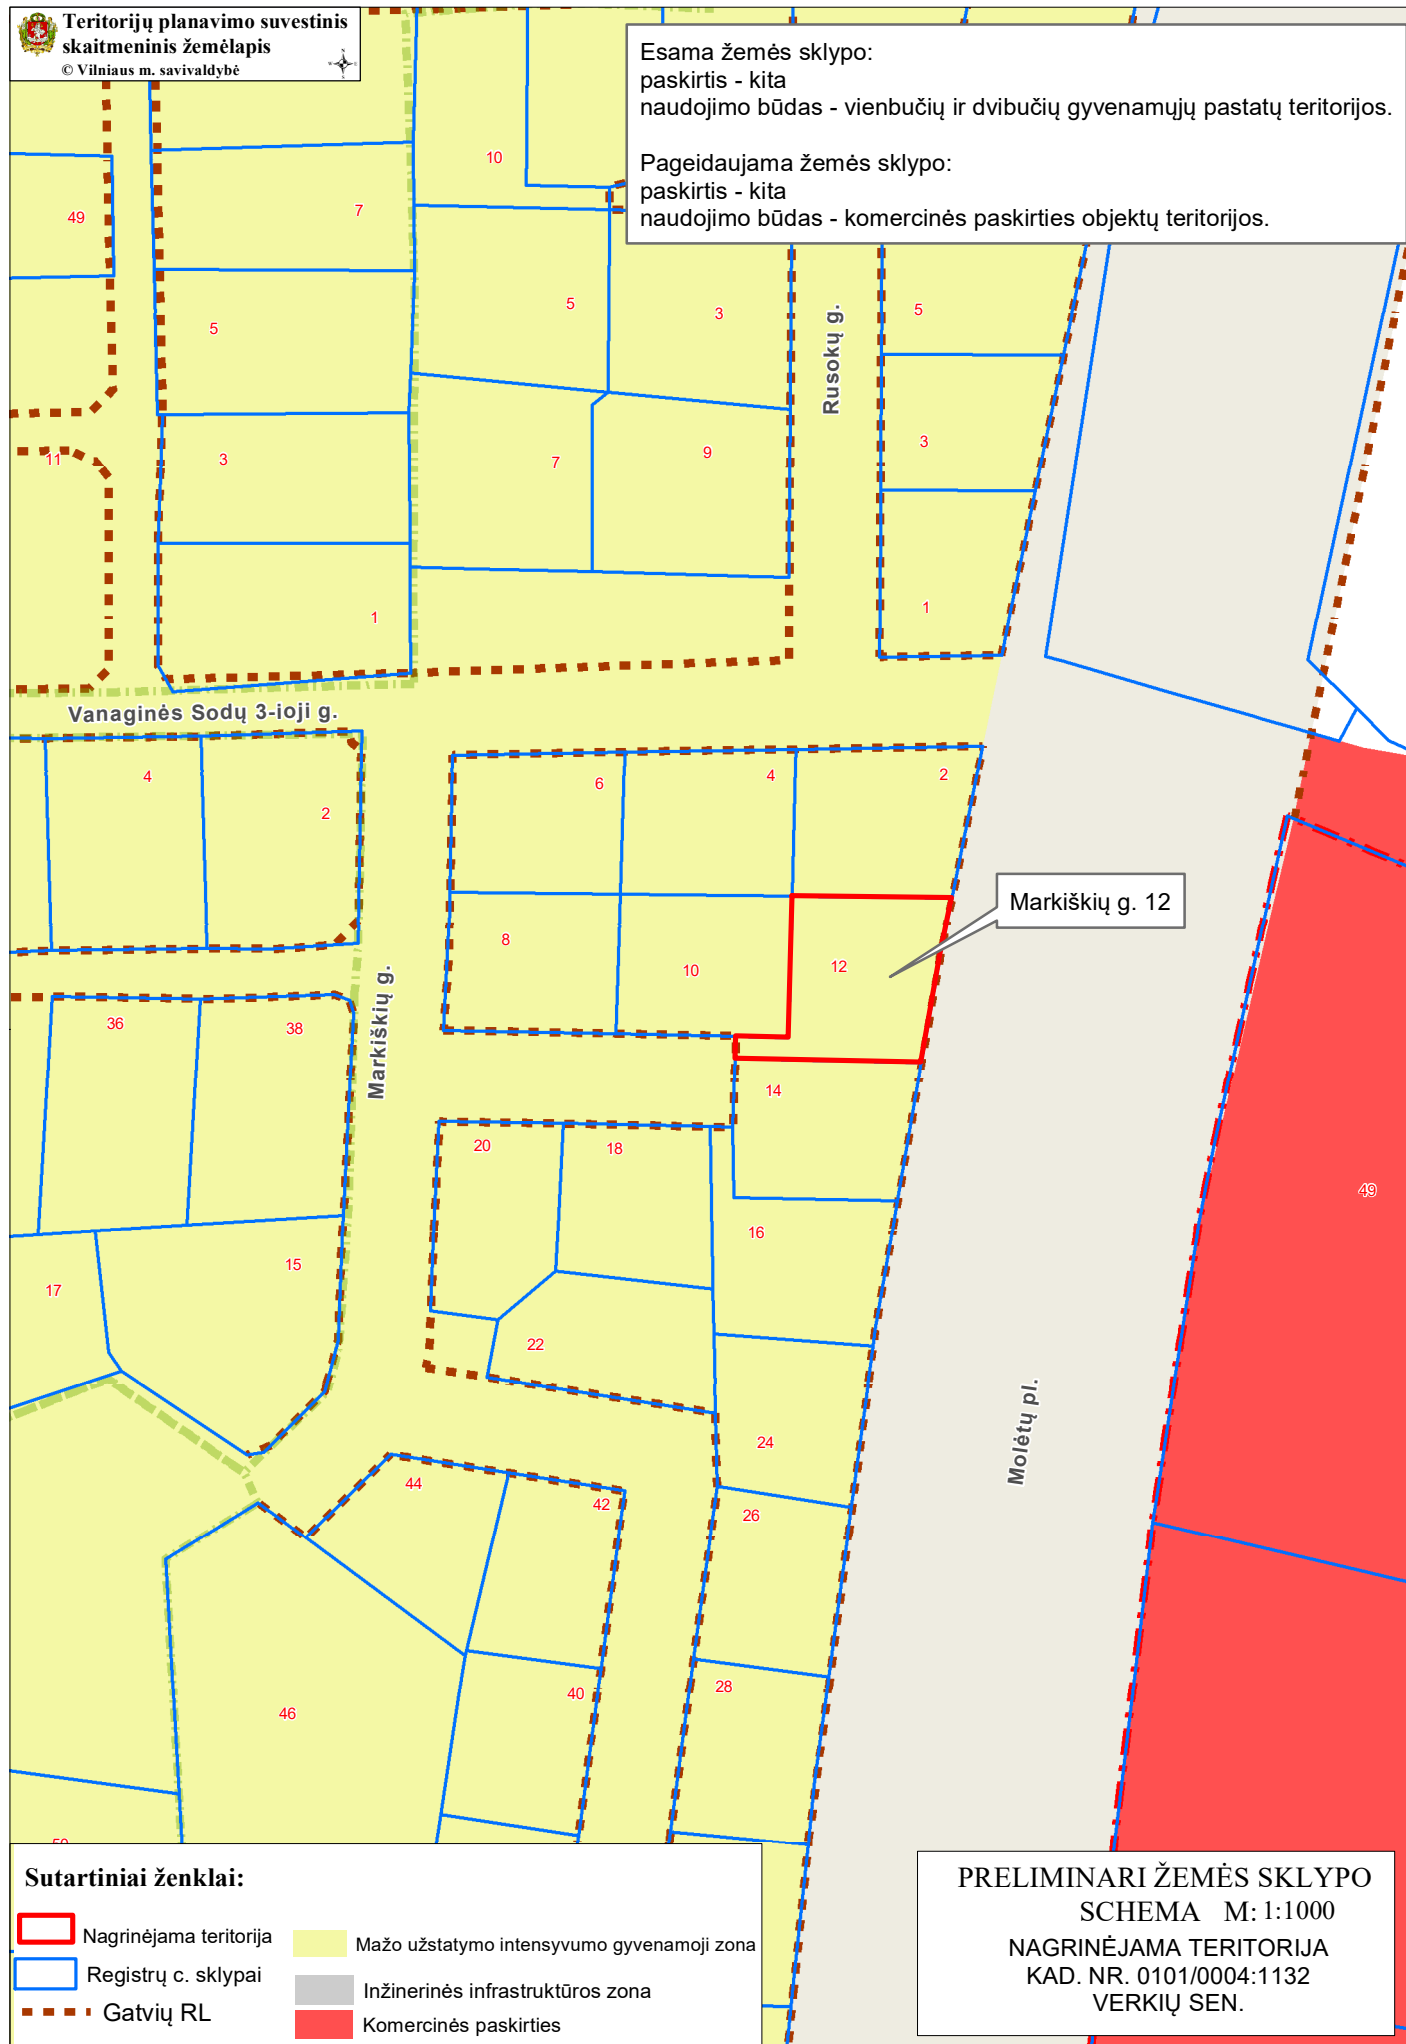 Teritorijų planavimo suvestinis
skaitmeninis žemėlapis
© Vilniaus m. savivaldybė
Esama žemės sklypo:
paskirtis - kita
naudojimo būdas - vienbučių ir dvibučių gyvenamųjų pastatų teritorijos.
Pageidaujama žemės sklypo:
paskirtis - kita
naudojimo būdas - komercinės paskirties objektų teritorijos.
10
49
7
5
5
3
5
Rusokų g.
3
11
3
7
9
1
1
Vanaginės Sodų 3-ioji g.
4
2
6
4
2
Markiškių g. 12
8
10
12
Markiškių g.
36
38
14
20
18
49
16
15
17
22
Molėtų pl.
24
44
42
26
40
28
46
Sutartiniai ženklai:
Nagrinėjama teritorija
Registrų c. sklypai
Gatvių RL
Mažo užstatymo intensyvumo gyvenamoji zona
Inžinerinės infrastruktūros zona
Komercinės paskirties
PRELIMINARI ŽEMĖS SKLYPO
SCHEMA M: 1:1000
NAGRINĖJAMA TERITORIJA
KAD. NR. 0101/0004:1132
VERKIŲ SEN.